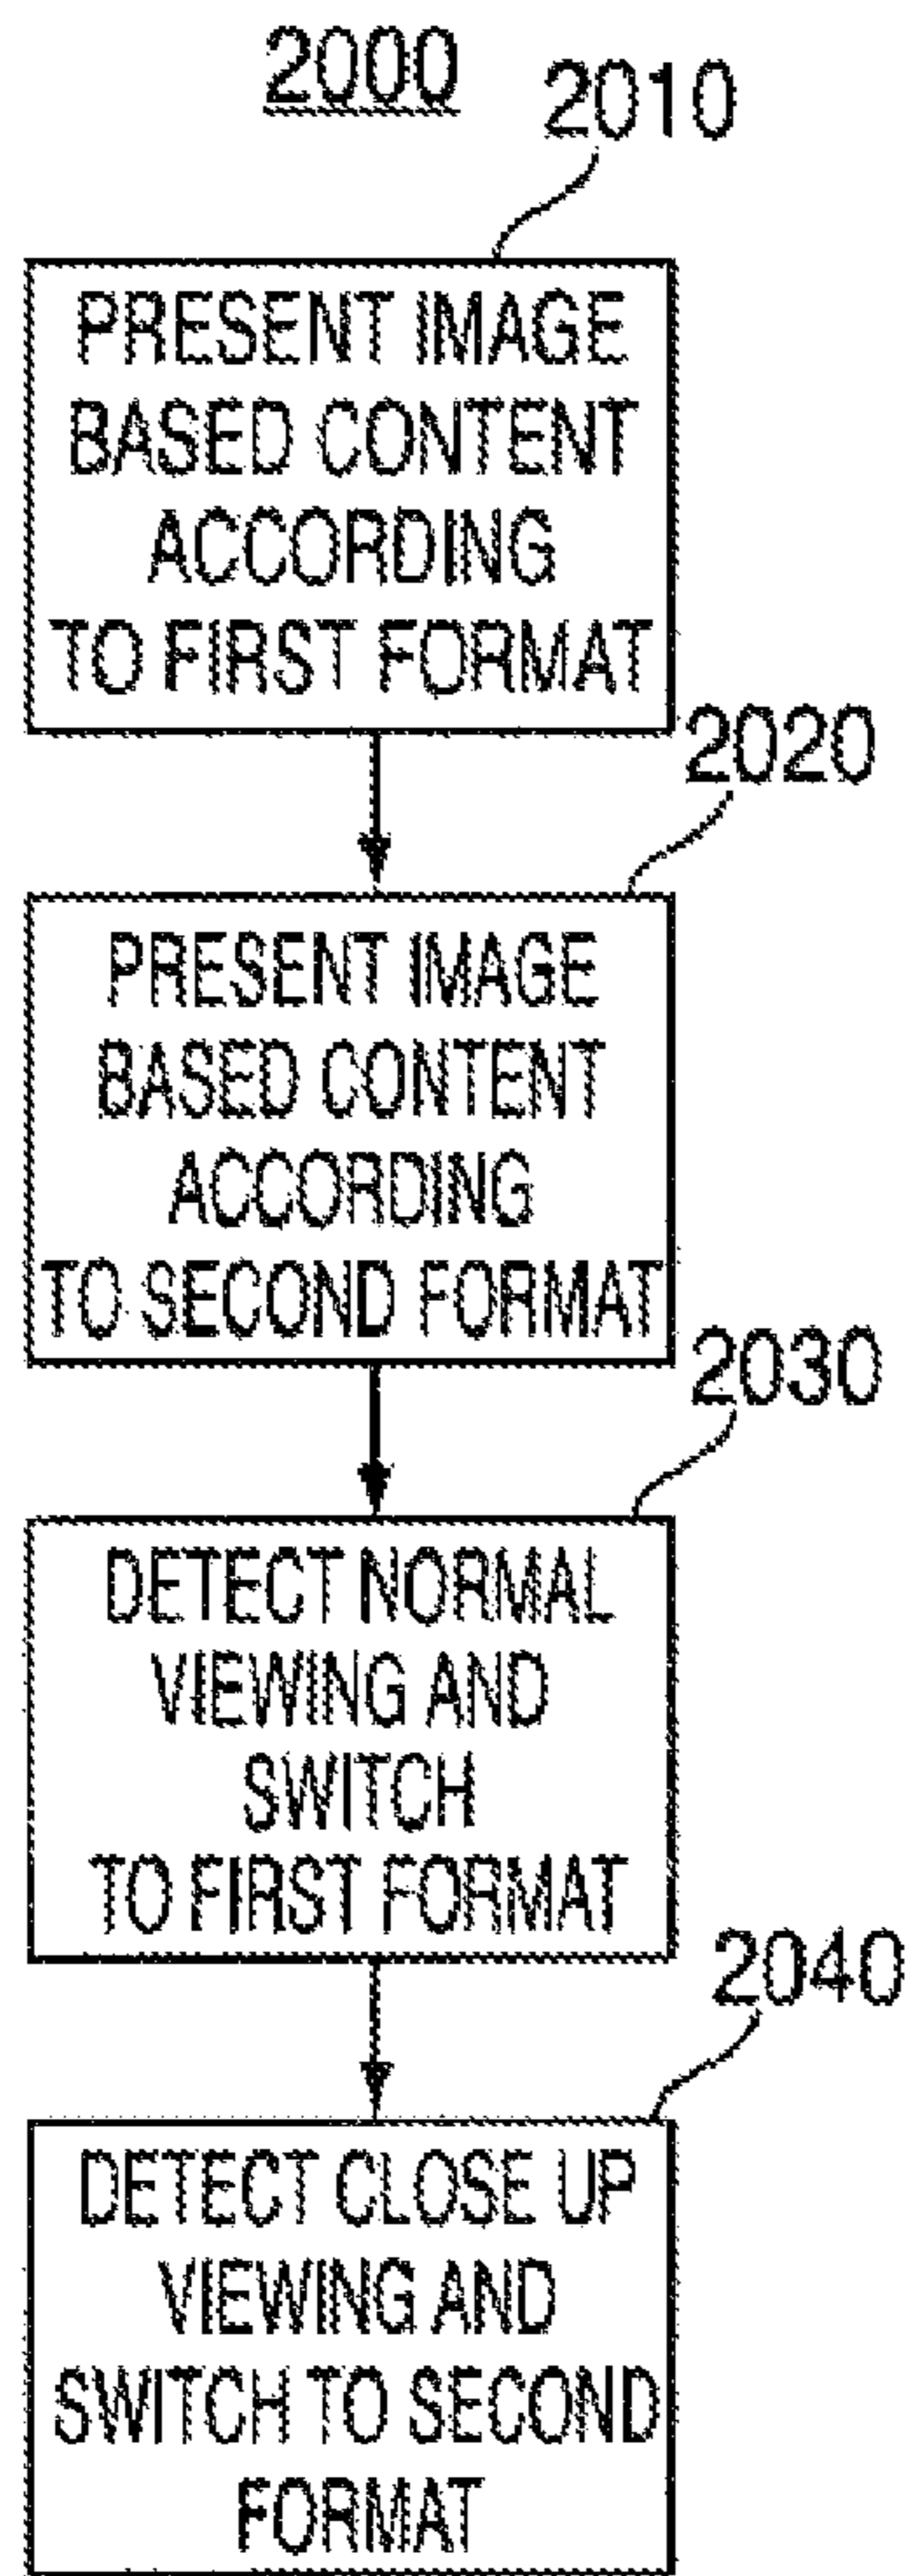 2000
2010
PRESENT IMAGE
BASED CONTENT
ACCORDING
TO FIRST FORMAT
2020
PRESENT IMAGE
BASED CONTENT
ACCORDING
TO SECOND FORMAT
2030
DETECT NORMAL
VIEWING AND
SWITCH
TO FIRST FORMAT
2040
DETECT CLOSE UP
VIEWING AND
SWITCH TO SECOND
FORMAT